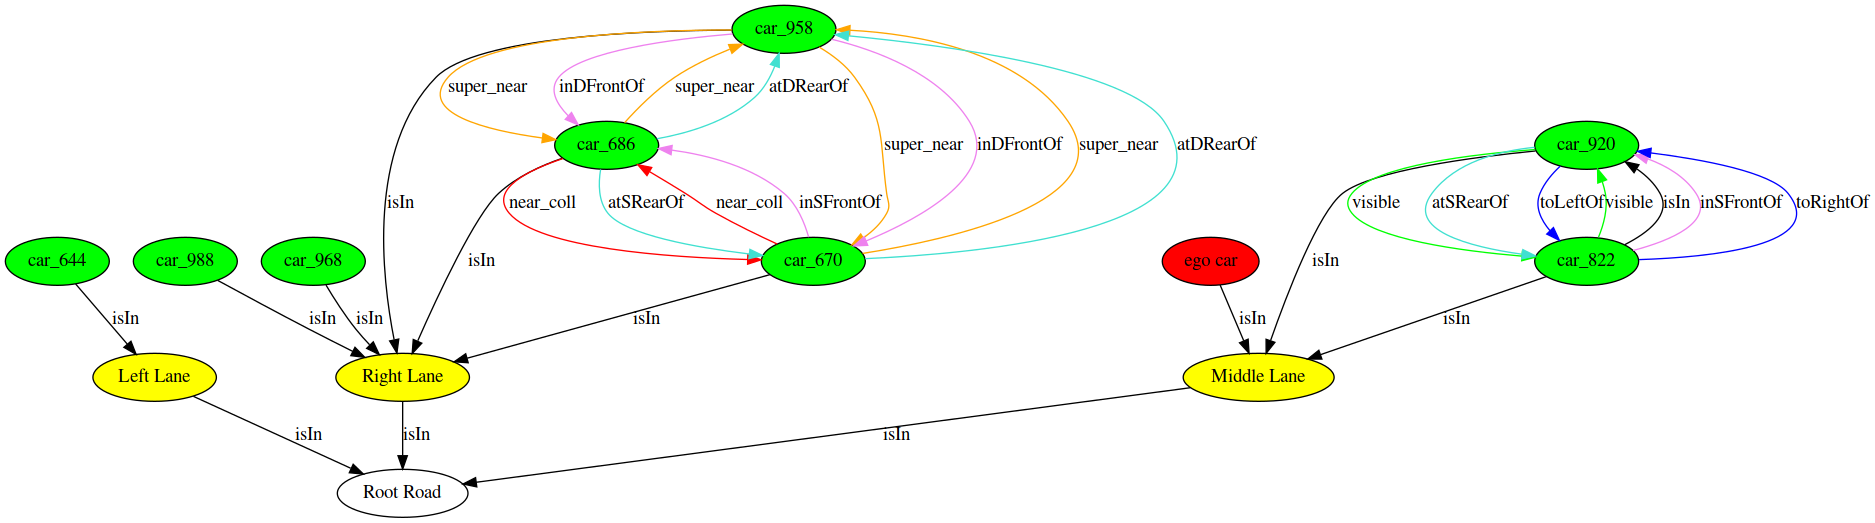 car_958
super_near
inDFrontOf
super_near
atDRearOf
car_686
super_near
inDFrontOf
super_near
atDRearOf
car_920
isIn
near_coll
atSRearOf
near_coll
inSFrontOf
visible
atSRearOf
toLeftOf
visible
isIn
inSFrontOf
toRightOf
car_644
car_988
car_968
isIn
car_670
ego car
isIn
car_822
isIn
isIn
isIn
isIn
isIn
isIn
Left Lane
Right Lane
Middle Lane
isIn
isIn
isIn
Root Road